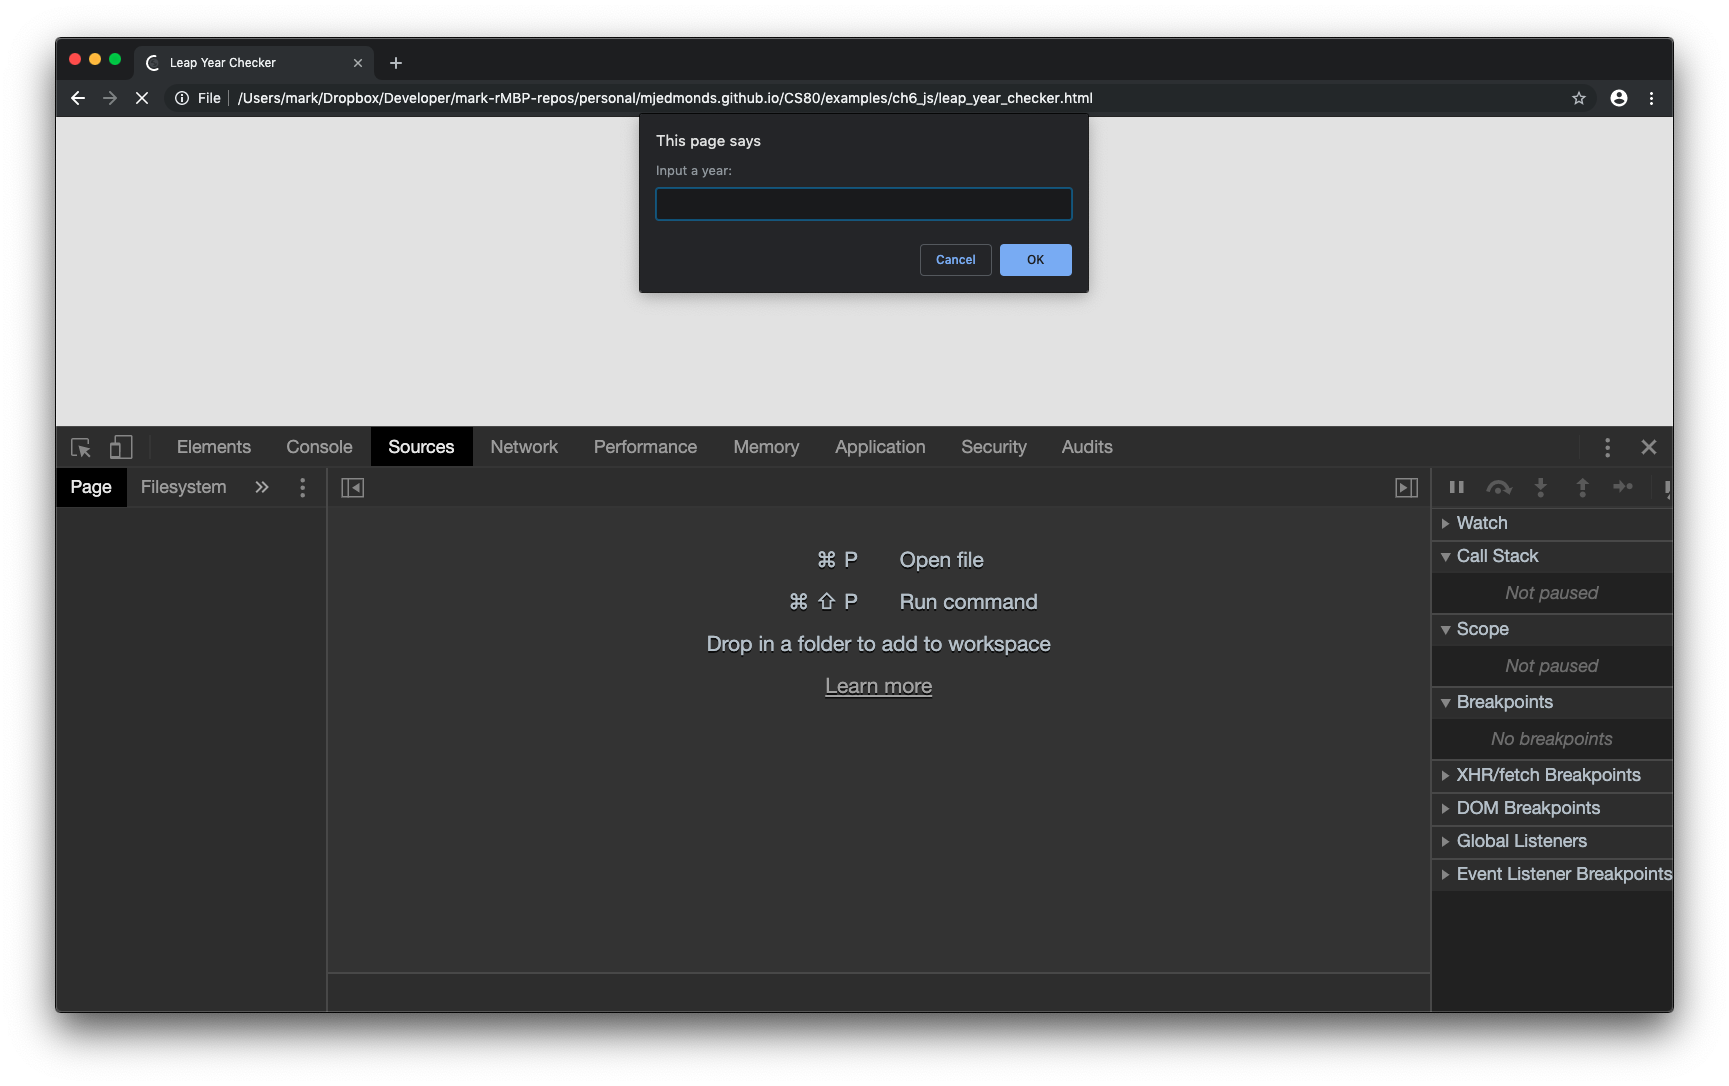 Leap Year Checker
File /Users/mark/Dropbox/Developer/mark-rMBP-repos/personal/mjedmonds.github.io/CS80/examples/ch6_js/leap_year_checker.html
This page says
Input a year:
Cancel OK
Elements Console Sources Network Performance Memory Application Security Audits
Page Filesystem
⌘ P Open file
⌘ ⇧ P Run command
Drop in a folder to add to workspace
Learn more
Watch
Call Stack
Not paused
Scope
Not paused
Breakpoints
No breakpoints
XHR/fetch Breakpoints
DOM Breakpoints
Global Listeners
Event Listener Breakpoints